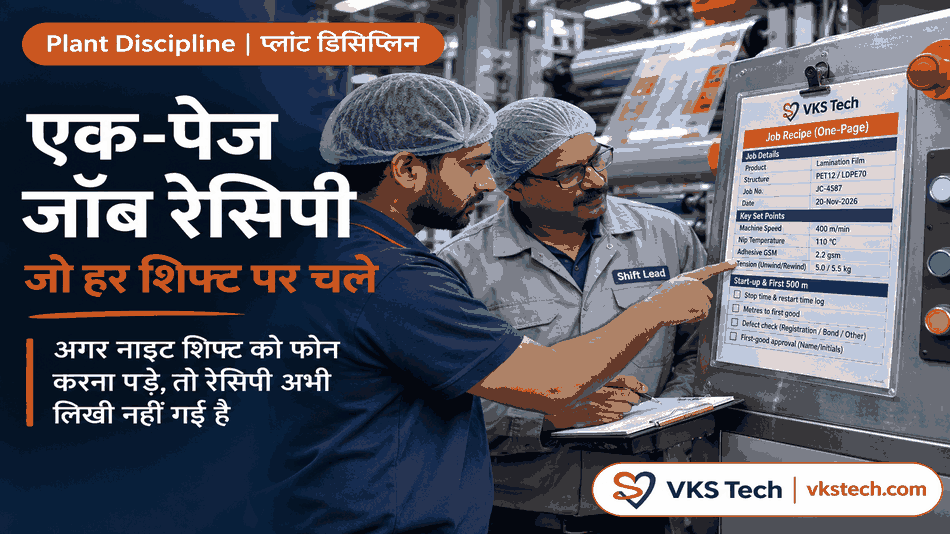 Plant Discipline | प्लांट डिसिप्लिन
एक-पेज
जॉब रेसिपी
जो हर शिफ्ट पर चले
अगर नाइट शिफ्ट को फोन
करना पड़े, तो रेसिपी अभी
लिखी नहीं गई है
Shift Lead
VKS Tech
Job Recipe (One-Page)
Job Details
Product Lamination Film
Structure PET12 / LDPE70
Job No. JC-4587
Date 20-Nov-2026
Key Set Points
Machine Speed 400 m/min
Nip Temperature 110 °C
Adhesive GSM 2.2 gsm
Tension (Unwind/Rewind) 5.0 / 5.5 kg
Start-up & First 500 m
Stop time & restart time log
Metres to first good
Defect check (Registration / Bond / Other)
First-good approval (Name/Initials)
VKS Tech | vkstech.com